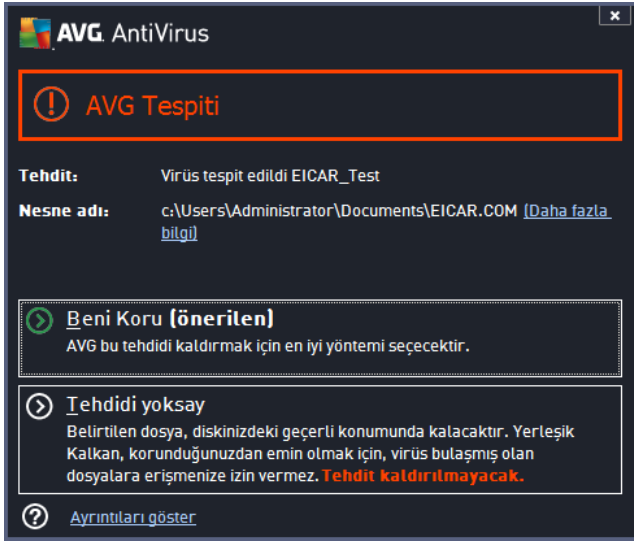 AVG. AntiVirus
x
AVG Tespiti
Tehdit: Virüs tespit edildi EICAR_Test
Nesne adı: c:\Users\Administrator\Documents\EICAR.COM (Daha fazla
bilgi)
Beni Koru (önerilen)
AVG bu tehdidi kaldırmak için en iyi yöntemi seçecektir.
Tehdidi yoksay
Belirtilen dosya, diskinizdeki geçerli konumunda kalacaktır. Yerleşik
Kalkan, korunduğunuzdan emin olmak için, virüs bulaşmış olan
dosyalara erişmenize izin vermez. Tehdit kaldırılmayacak.
Ayrıntıları göster